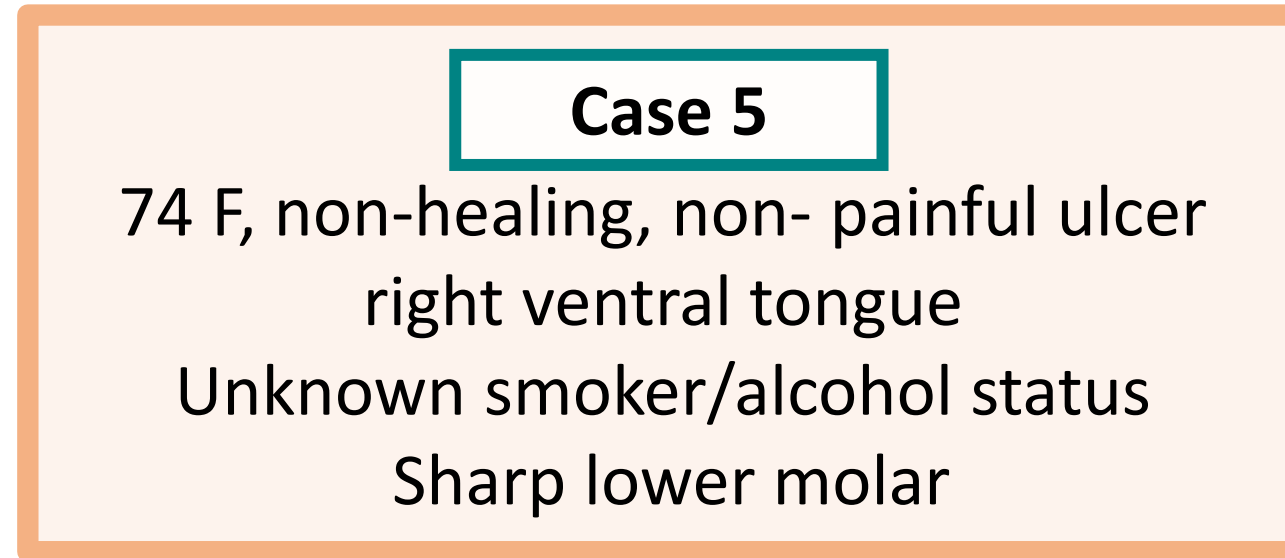 Case 5
74 F, non-healing, non- painful ulcer
right ventral tongue
Unknown smoker/alcohol status
Sharp lower molar